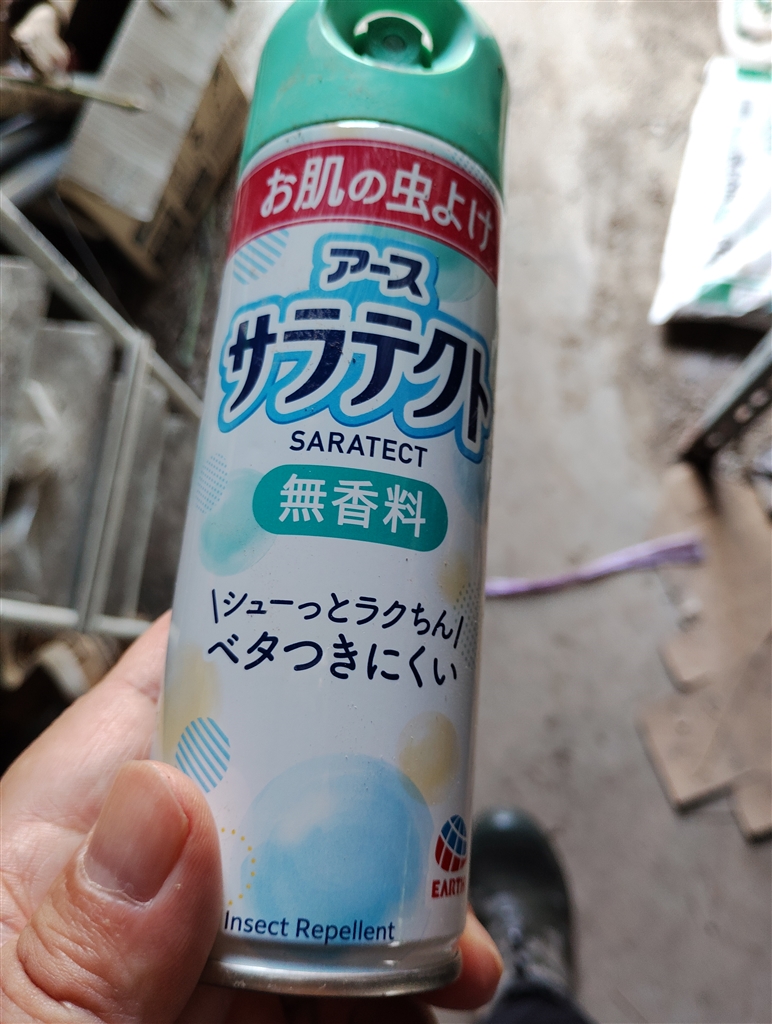 お肌の虫よけ
アース
サラテクト
SARATECT
無香料
\シューっとラクちん/
ベタつきにくい
EARTH
Insect Repellent